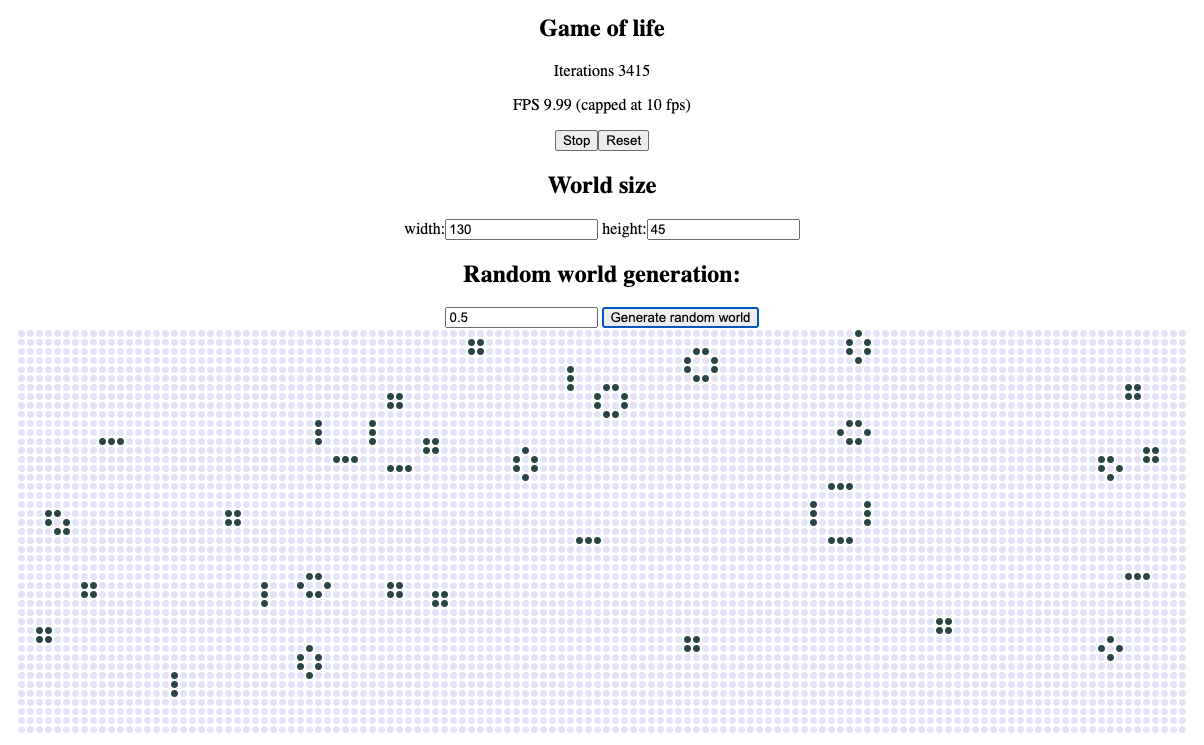 Game of life
Iterations 3415
FPS 9.99 (capped at 10 fps)
Stop Reset
World size
width: 130 height: 45
Random world generation:
0.5 Generate random world